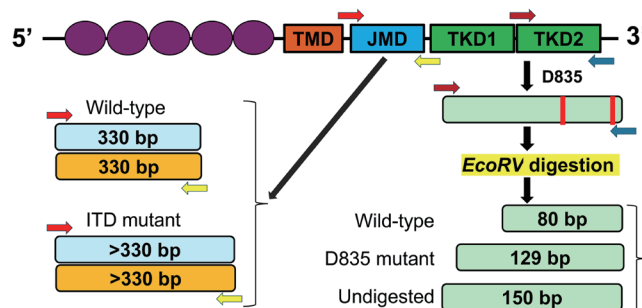 5’ TMD JMD TKD1 TKD2 3
D835
Wild-type
330 bp
330 bp
EcoRV digestion
ITD mutant
>330 bp
>330 bp
Wild-type 80 bp
D835 mutant 129 bp
Undigested 150 bp